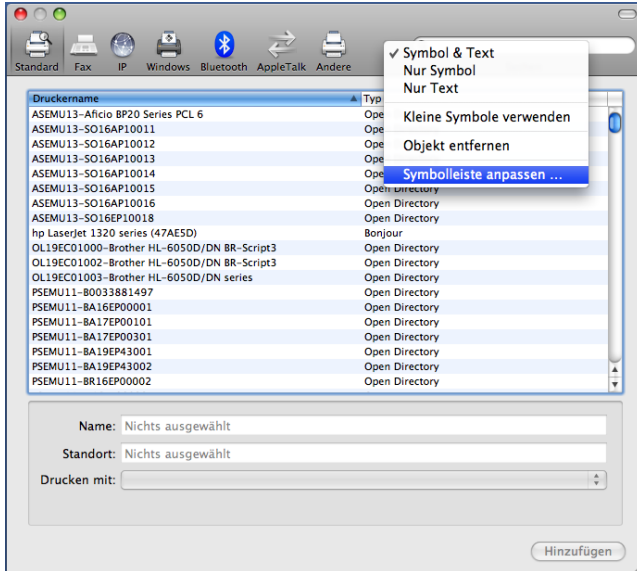 Standard Fax IP Windows Bluetooth AppleTalk Andere
✓ Symbol & Text
Nur Symbol
Nur Text
Kleine Symbole verwenden
Objekt entfernen
Symbolleiste anpassen ...
Druckername Typ
ASEMU13-Aficio BP20 Series PCL 6 Ope
ASEMU13-SO16AP10011 Ope
ASEMU13-SO16AP10012 Ope
ASEMU13-SO16AP10013 Ope
ASEMU13-SO16AP10014 Ope
ASEMU13-SO16AP10015 Open Directory
ASEMU13-SO16AP10016 Open Directory
ASEMU13-SO16EP10018 Open Directory
hp LaserJet 1320 series (47AE5D) Bonjour
OL19EC01000-Brother HL-6050D/DN BR-Script3 Open Directory
OL19EC01002-Brother HL-6050D/DN BR-Script3 Open Directory
OL19EC01003-Brother HL-6050D/DN series Open Directory
PSEMU11-B0033881497 Open Directory
PSEMU11-BA16EP00001 Open Directory
PSEMU11-BA17EP00101 Open Directory
PSEMU11-BA17EP00301 Open Directory
PSEMU11-BA19EP43001 Open Directory
PSEMU11-BA19EP43002 Open Directory
PSEMU11-BR16EP00002 Open Directory
Name: Nichts ausgewählt
Standort: Nichts ausgewählt
Drucken mit:
Hinzufügen